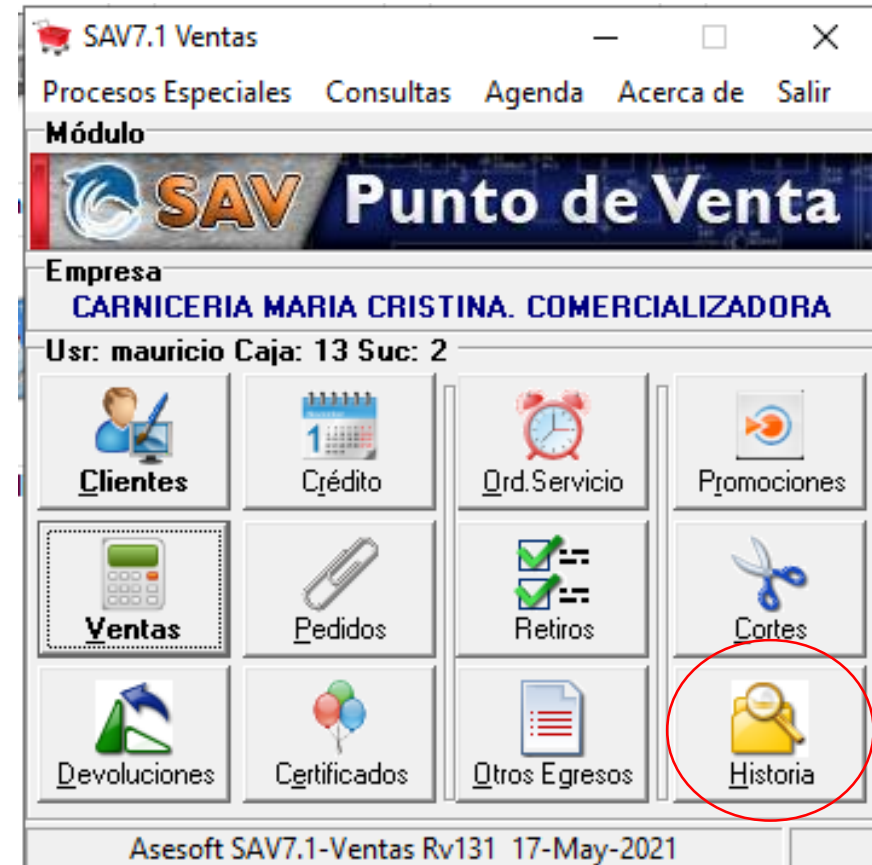 SAV7.1 Ventas
Procesos Especiales Consultas Agenda Acerca de Salir
Módulo
SAV Punto de Venta
Empresa
CARNICERIA MARIA CRISTINA. COMERCIALIZADORA
Usr: mauricio Caja: 13 Suc: 2
Clientes Crédito Ord.Servicio Promociones
Ventas Pedidos Retiros Cortes
Devoluciones Certificados Otros Egresos Historia
Asesoft SAV7.1-Ventas Rv131 17-May-2021